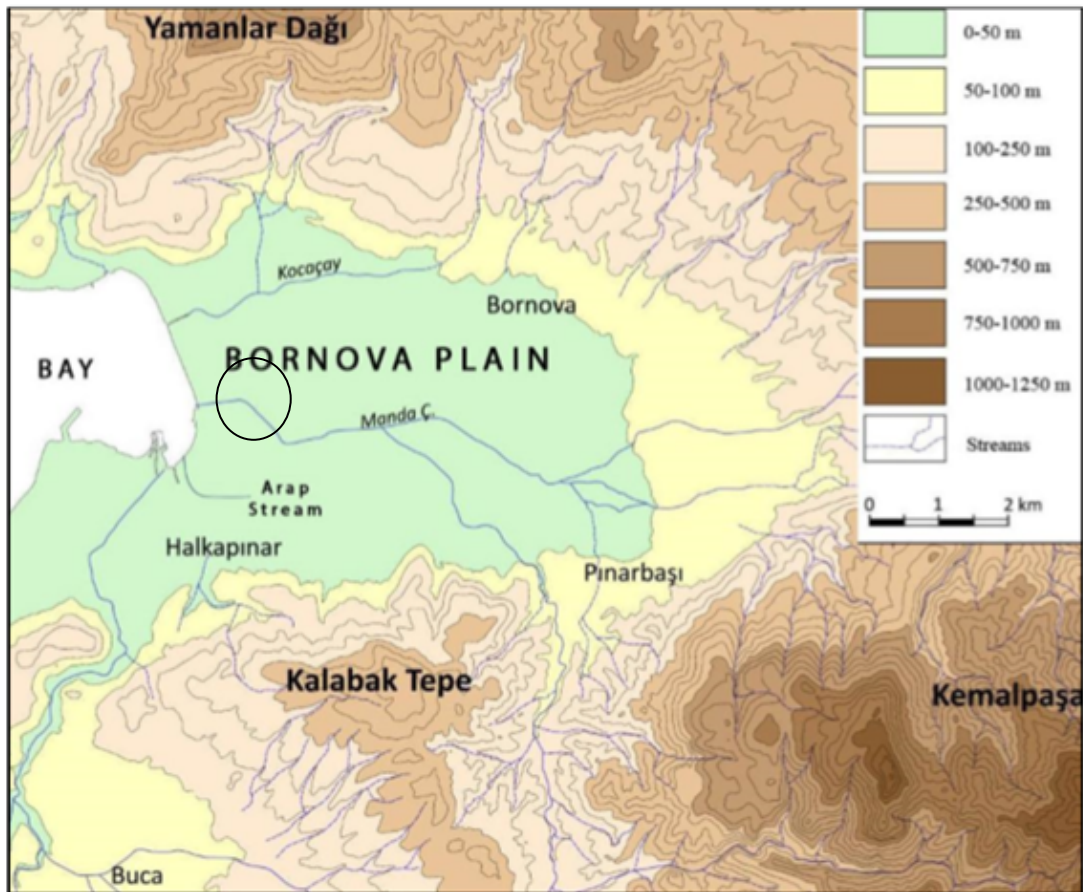 Yamanlar Dağı
0-50 m
50-100 m
100-250 m
250-500 m
500-750 m
750-1000 m
1000-1250 m
Streams
0 1 2 km
Kocaçay
Bornova
BAY
BORNOVA PLAIN
Manda Ç.
Arap
Stream
Halkapınar
Pınarbaşı
Kalabak Tepe
Kemalpaşa
Buca